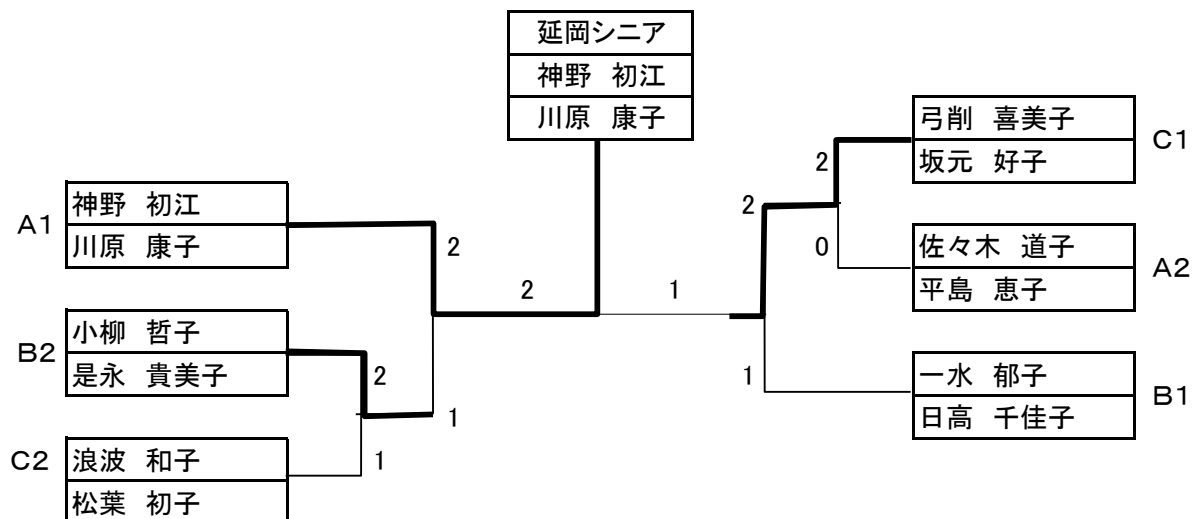 延岡シニア
神野 初江
川原 康子
A1
神野 初江
川原 康子
2
B2
小柳 哲子
是永 貴美子
2
1
C2
浪波 和子
松葉 初子
1
2
1
弓削 喜美子
坂元 好子
C1
2
2
佐々木 道子
平島 恵子
A2
0
一水 郁子
日高 千佳子
B1
1